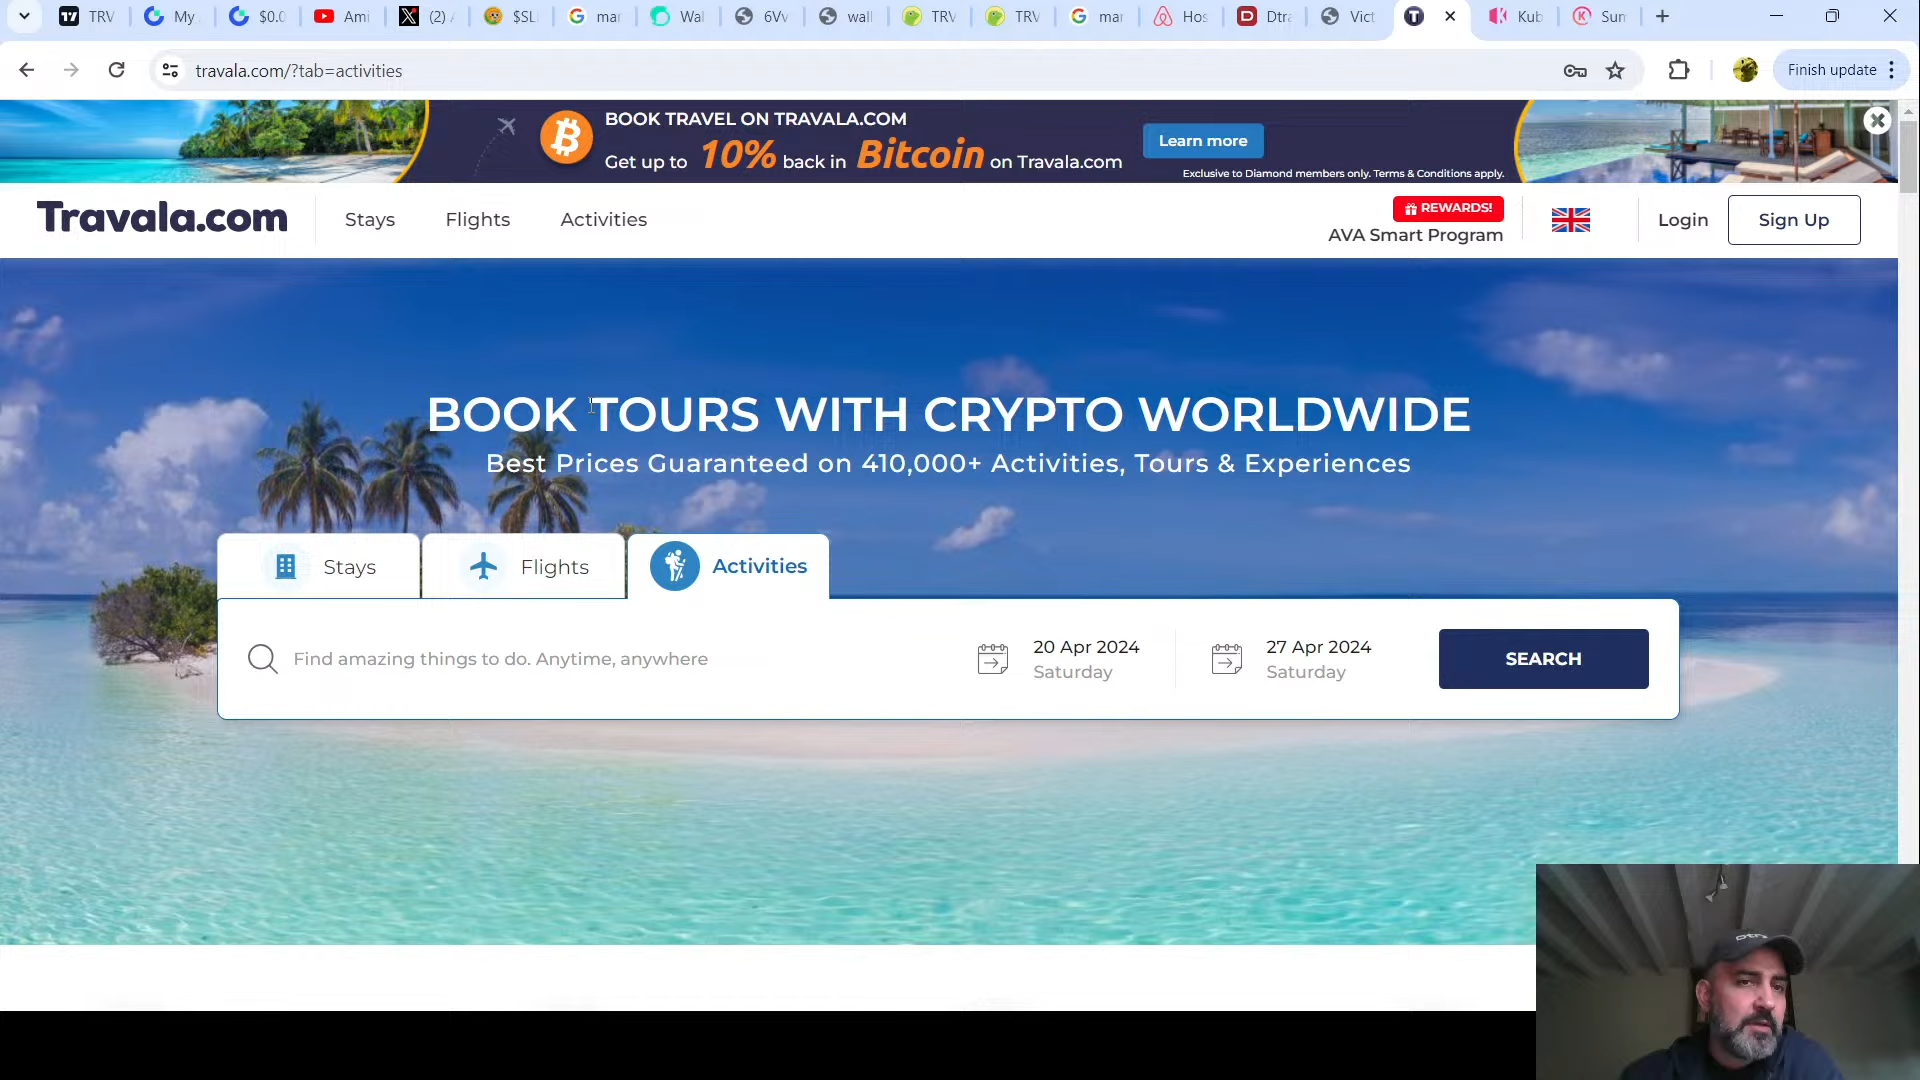 TRV
My
$0.0
Ami
(2)
$SL
mar
Wal
6Vv
wall
TRV
TRV
mar
Hos
Dtra
Vict
Kub
Sum
travala.com/?tab=activities
Finish update
BOOK TRAVEL ON TRAVALA.COM
Get up to 10% back in Bitcoin on Travala.com
Learn more
Exclusive to Diamond members only. Terms & Conditions apply.
Travala.com
Stays
Flights
Activities
REWARDS!
AVA Smart Program
Login
Sign Up
BOOK TOURS WITH CRYPTO WORLDWIDE
Best Prices Guaranteed on 410,000+ Activities, Tours & Experiences
Stays
Flights
Activities
Find amazing things to do. Anytime, anywhere
20 Apr 2024
Saturday
27 Apr 2024
Saturday
SEARCH